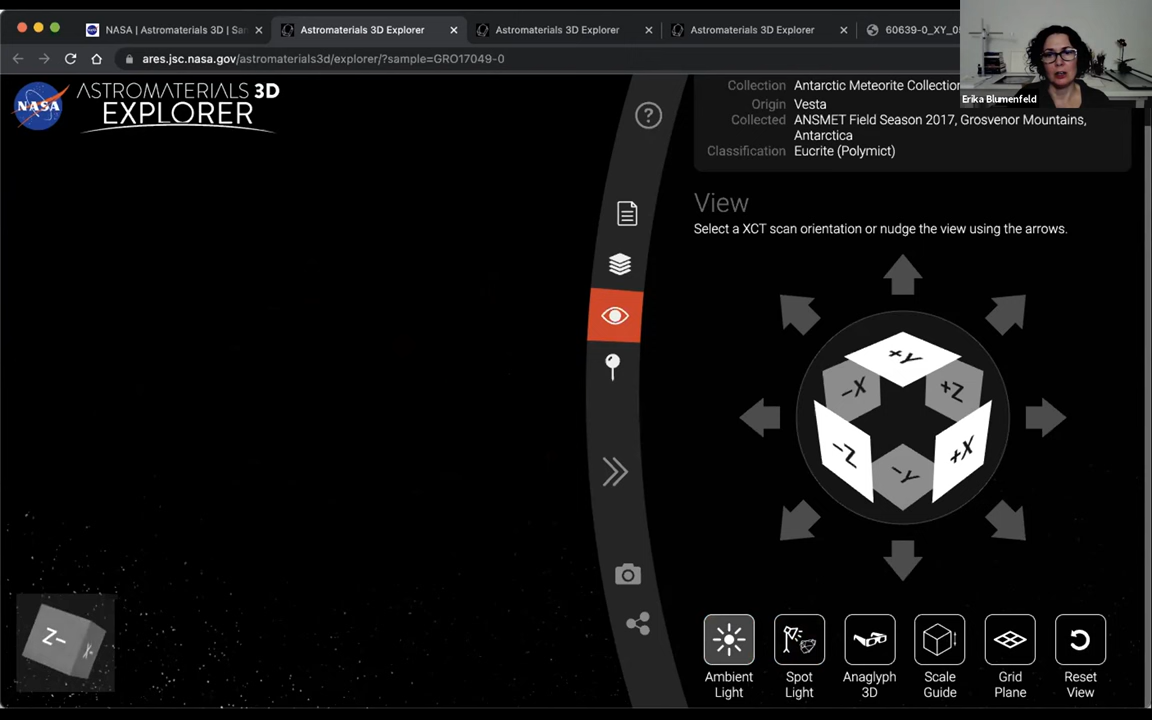 NASA | Astromaterials 3D | Sam
Astromaterials 3D Explorer
Astromaterials 3D Explorer
Astromaterials 3D Explorer
60639-0_XY_05
ares.jsc.nasa.gov/astromaterials3d/explorer/?sample=GRO17049-0
NASA
ASTROMATERIALS 3D
EXPLORER
Erika Blumenfeld
?
Collection Antarctic Meteorite Collection
Origin Vesta
Collected ANSMET Field Season 2017, Grosvenor Mountains,
Antarctica
Classification Eucrite (Polymict)
View
Select a XCT scan orientation or nudge the view using the arrows.
+Y
-X
+Z
-Z
+X
-Y
Z-
X-
Ambient
Light
Spot
Light
Anaglyph
3D
Scale
Guide
Grid
Plane
Reset
View